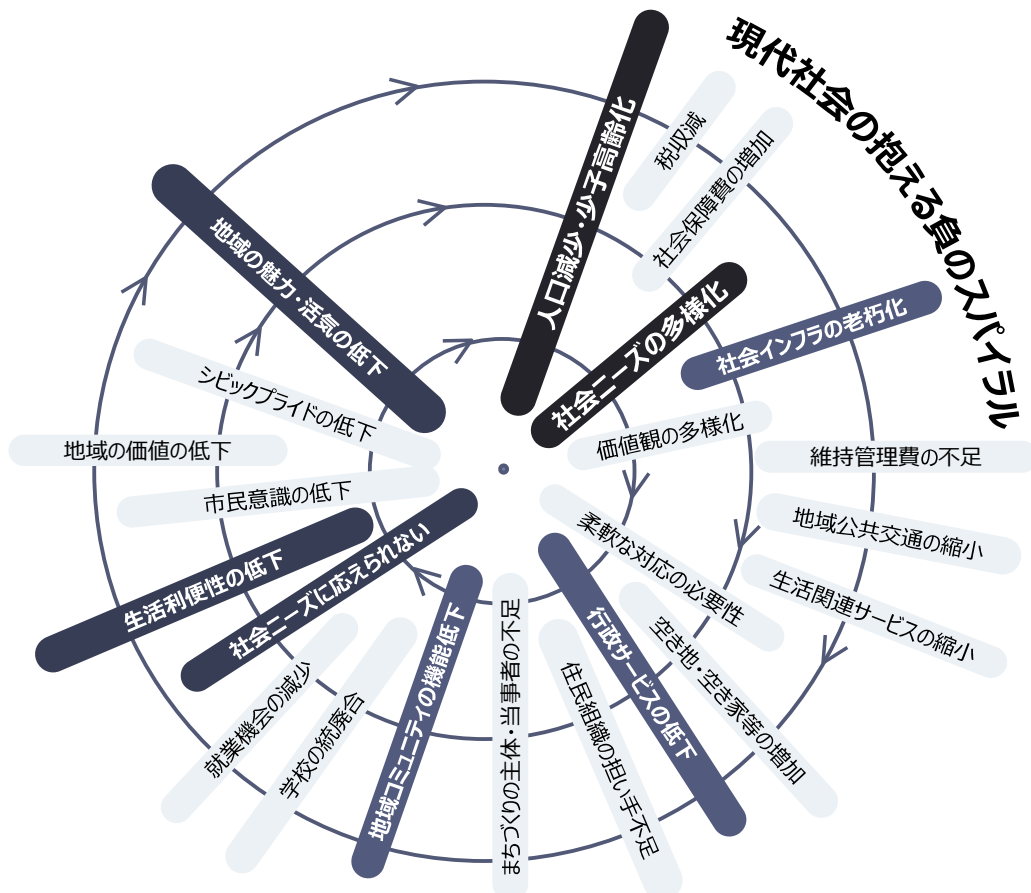 現代社会の抱える負のスパイラル
人口減少・少子高齢化
税収減
社会保障費の増加
社会ニーズの多様化
社会インフラの老朽化
価値観の多様化
維持管理費の不足
地域公共交通の縮小
生活関連サービスの縮小
柔軟な対応の必要性
空き地・空き家等の増加
行政サービスの低下
住民組織の担い手不足
まちづくりの主体・当事者の不足
地域コミュニティの機能低下
学校の統廃合
就業機会の減少
社会ニーズに応えられない
生活利便性の低下
市民意識の低下
地域の価値の低下
シビックプライドの低下
地域の魅力・活気の低下